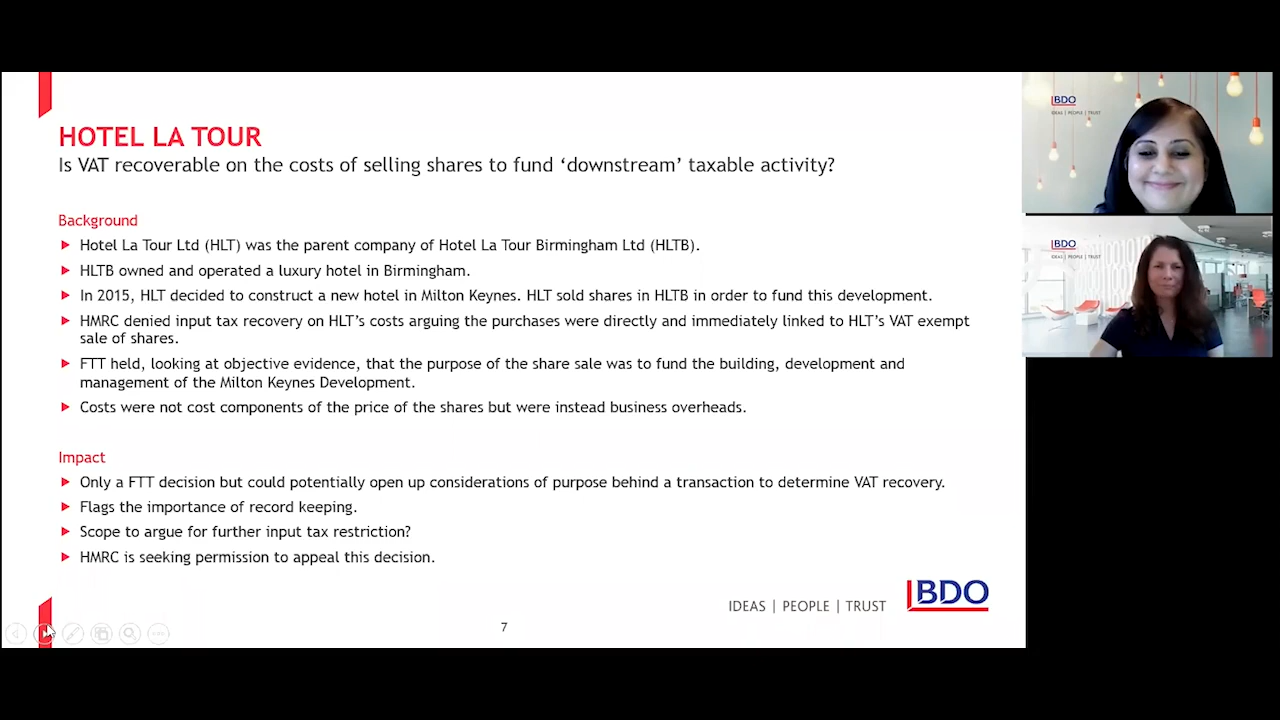 HOTEL LA TOUR
Is VAT recoverable on the costs of selling shares to fund ‘downstream’ taxable activity?
Background
Hotel La Tour Ltd (HLT) was the parent company of Hotel La Tour Birmingham Ltd (HLTB).
HLTB owned and operated a luxury hotel in Birmingham.
In 2015, HLT decided to construct a new hotel in Milton Keynes. HLT sold shares in HLTB in order to fund this development.
HMRC denied input tax recovery on HLT’s costs arguing the purchases were directly and immediately linked to HLT’s VAT exempt
sale of shares.
FTT held, looking at objective evidence, that the purpose of the share sale was to fund the building, development and
management of the Milton Keynes Development.
Costs were not cost components of the price of the shares but were instead business overheads.
Impact
Only a FTT decision but could potentially open up considerations of purpose behind a transaction to determine VAT recovery.
Flags the importance of record keeping.
Scope to argue for further input tax restriction?
HMRC is seeking permission to appeal this decision.
IDEAS | PEOPLE | TRUST
BDO
7
BDO
IDEAS | PEOPLE | TRUST
BDO
IDEAS | PEOPLE | TRUST